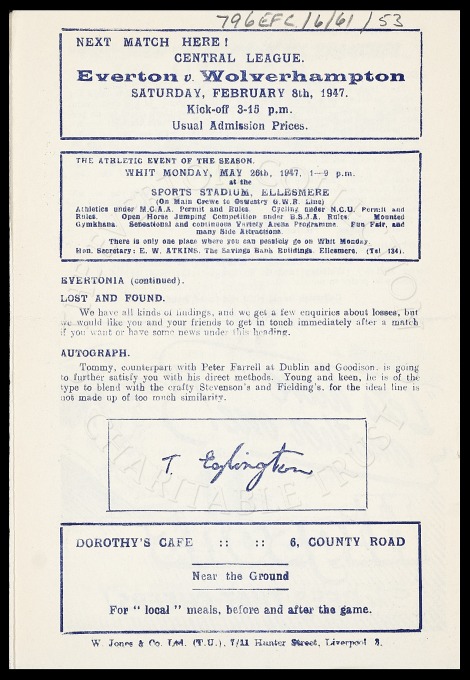 796EFC/6/61/53
NEXT MATCH HERE!
CENTRAL LEAGUE.
Everton v. Wolverhampton
SATURDAY, FEBRUARY 8th, 1947.
Kick-off 3-15 p.m.
Usual Admission Prices.
THE ATHLETIC EVENT OF THE SEASON.
WHIT MONDAY, MAY 26th, 1947, 1—9 p.m.
at the
SPORTS STADIUM, ELLESMERE
(On Main Crewe to Oswestry G.W.R. Line)
Athletics under M.C.A.A. Permit and Rules. Cycling under N.C.U. Permit and
Rules. Open Horse Jumping Competition under B.S.J.A. Rules. Mounted
Gymkhana. Sensational and continuous Variety Arena Programme. Fun Fair, and
many Side Attractions.
There is only one place where you can possibly go on Whit Monday.
Hon. Secretary: E. W. ATKINS, The Savings Bank Buildings, Ellesmere. (Tel. 134).
EVERTONIA (continued).
LOST AND FOUND.
We have all kinds of findings, and we get a few enquiries about losses, but
we would like you and your friends to get in touch immediately after a match
if you want or have some news under this heading.
AUTOGRAPH.
Tommy, counterpart with Peter Farrell at Dublin and Goodison, is going
to further satisfy you with his direct methods. Young and keen, he is of the
type to blend with the crafty Stevenson's and Fielding's, for the ideal line is
not made up of too much similarity.
T. Eglington
CHARITABLE TRUST
DOROTHY'S CAFE :: :: 6, COUNTY ROAD
Near the Ground
For "local" meals, before and after the game.
W. Jones & Co. Ltd. (T.U.), 7/11 Hunter Street, Liverpool 3.